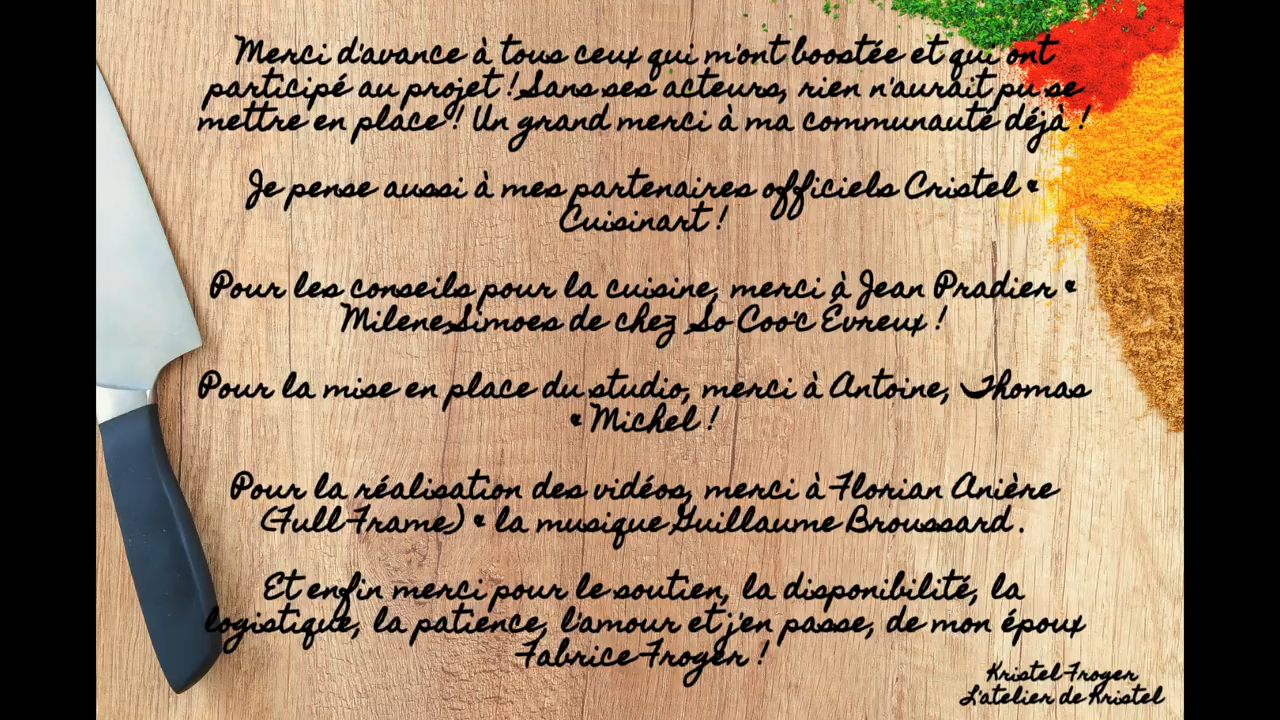 Merci d'avance à tous ceux qui m'ont boostée et qui ont
participé au projet ! Sans ses acteurs, rien n'aurait pu se
mettre en place ! Un grand merci à ma communauté déjà !
Je pense aussi à mes partenaires officiels Cristel &
Cuisinart !
Pour les conseils pour la cuisine, merci à Jean Pradier &
Milene Simoes de chez So Coo'c Évreux !
Pour la mise en place du studio, merci à Antoine, Thomas
& Michel !
Pour la réalisation des vidéos, merci à Florian Anière
(Full Frame) & la musique Guillaume Broussard .
Et enfin merci pour le soutien, la disponibilité, la
logistique, la patience, l'amour et j'en passe, de mon époux
Fabrice Froger !
Kristel Froger
L'atelier de Kristel